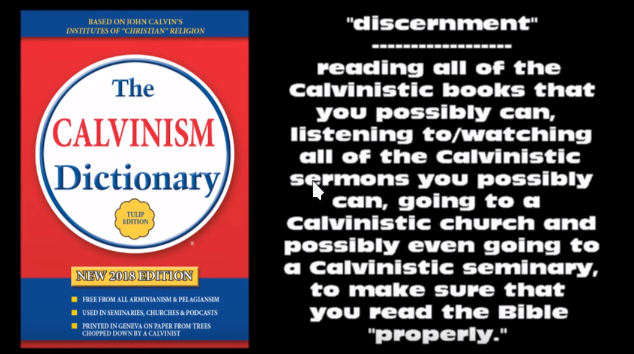 BASED ON JOHN CALVIN'S
INSTITUTES OF "CHRISTIAN" RELIGION
The
CALVINISM
Dictionary
TULIP
EDITION
NEW 2018 EDITION
FREE FROM ALL ARMINIANISM & PELAGIANSIM
USED IN SEMINARIES, CHURCHES & PODCASTS
PRINTED IN GENEVA ON PAPER FROM TREES
CHOPPED DOWN BY A CALVINIST
"discernment"
------------------
reading all of the
Calvinistic books that
you possibly can,
listening to/watching
all of the Calvinistic
sermons you possibly
can, going to a
Calvinistic church and
possibly even going to
a Calvinistic seminary,
to make sure that
you read the Bible
"properly."